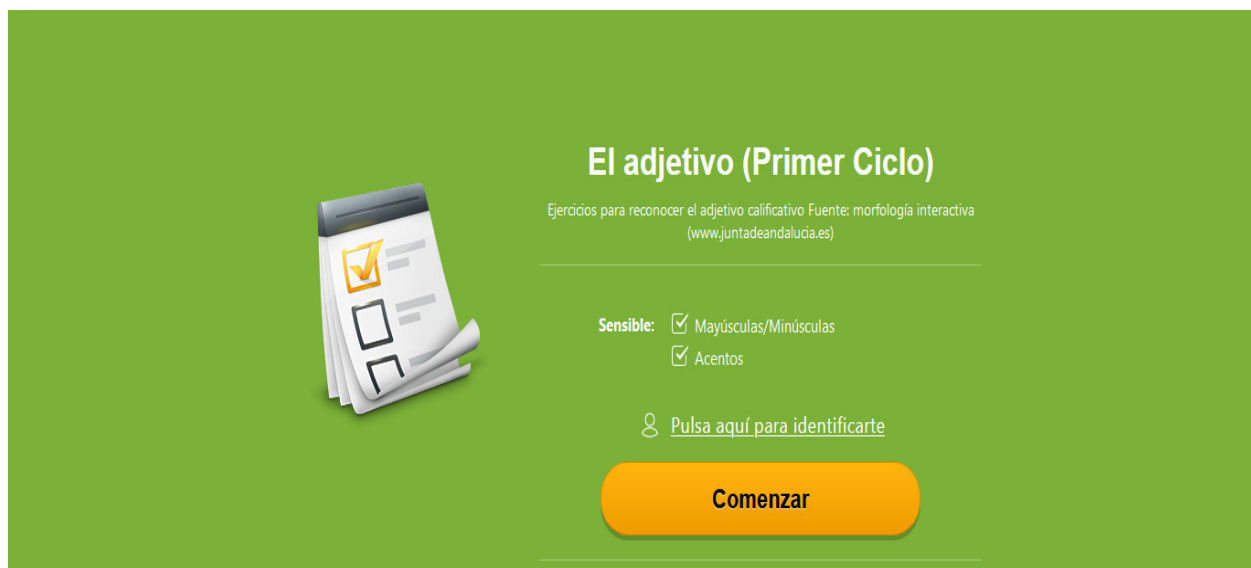 El adjetivo (Primer Ciclo)
Ejercicios para reconocer el adjetivo calificativo Fuente: morfología interactiva
(www.juntadeandalucia.es)
Sensible: Mayúsculas/Minúsculas
Acentos
Pulsa aquí para identificarte
Comenzar